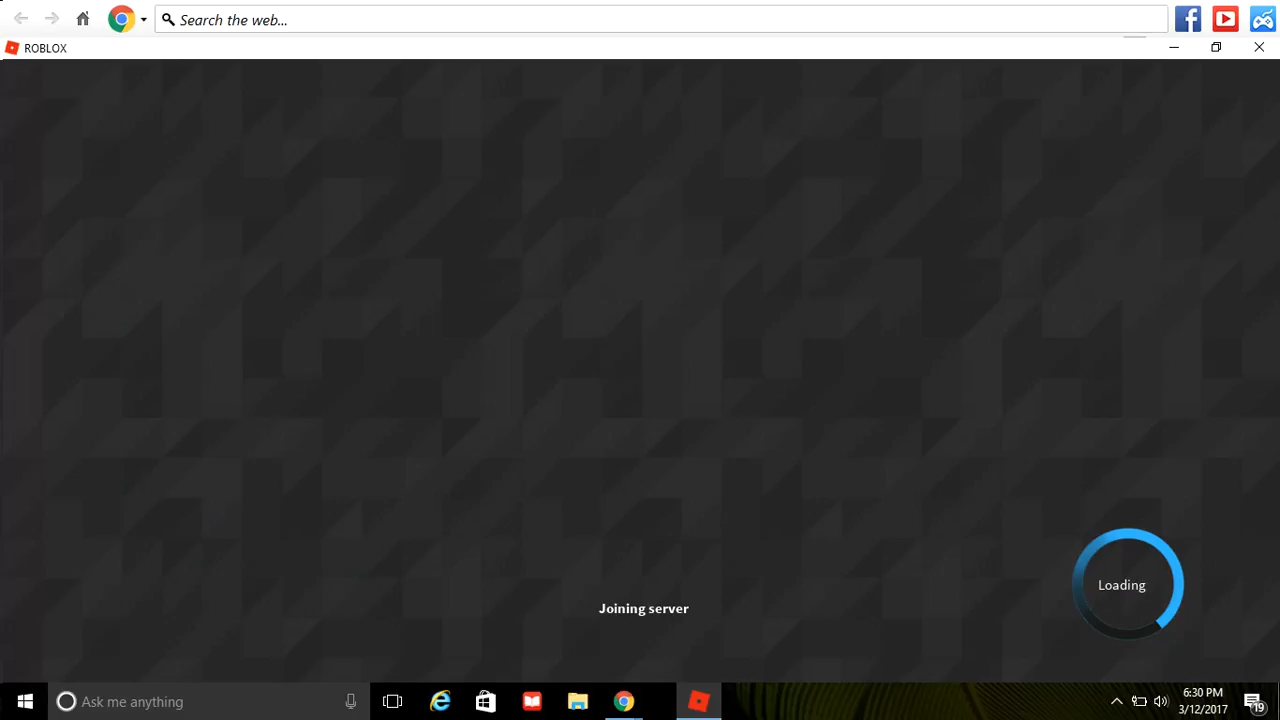 Search the web...
ROBLOX
Loading
Joining server
Ask me anything
6:30 PM
3/12/2017
19